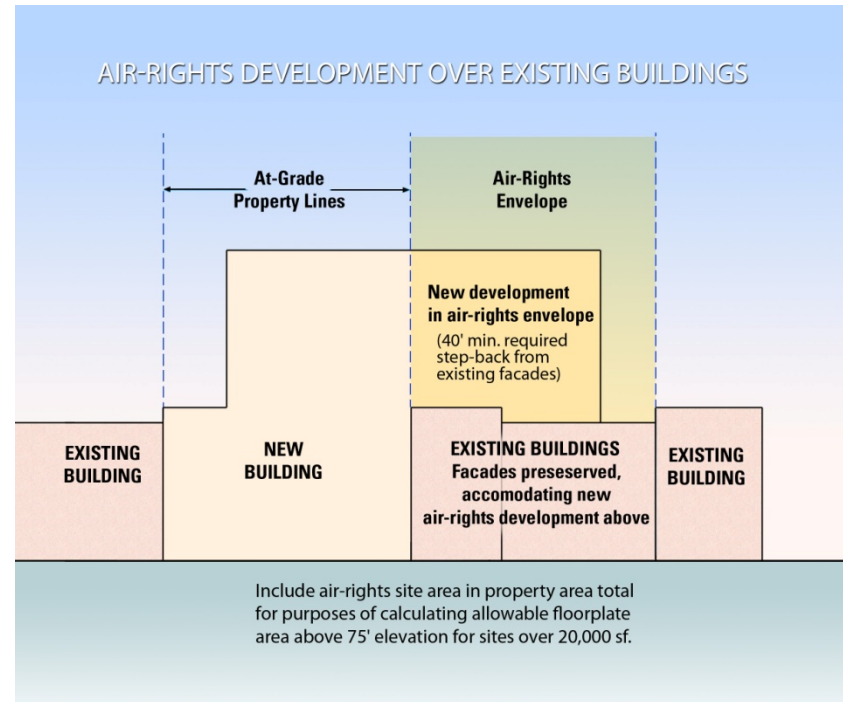 AIR-RIGHTS DEVELOPMENT OVER EXISTING BUILDINGS
At-Grade
Property Lines
Air-Rights
Envelope
New development
in air-rights envelope
(40' min. required
step-back from
existing facades)
EXISTING
BUILDING
NEW
BUILDING
EXISTING BUILDINGS
Facades preseserved,
accomodating new
air-rights development above
EXISTING
BUILDING
Include air-rights site area in property area total
for purposes of calculating allowable floorplate
area above 75' elevation for sites over 20,000 sf.